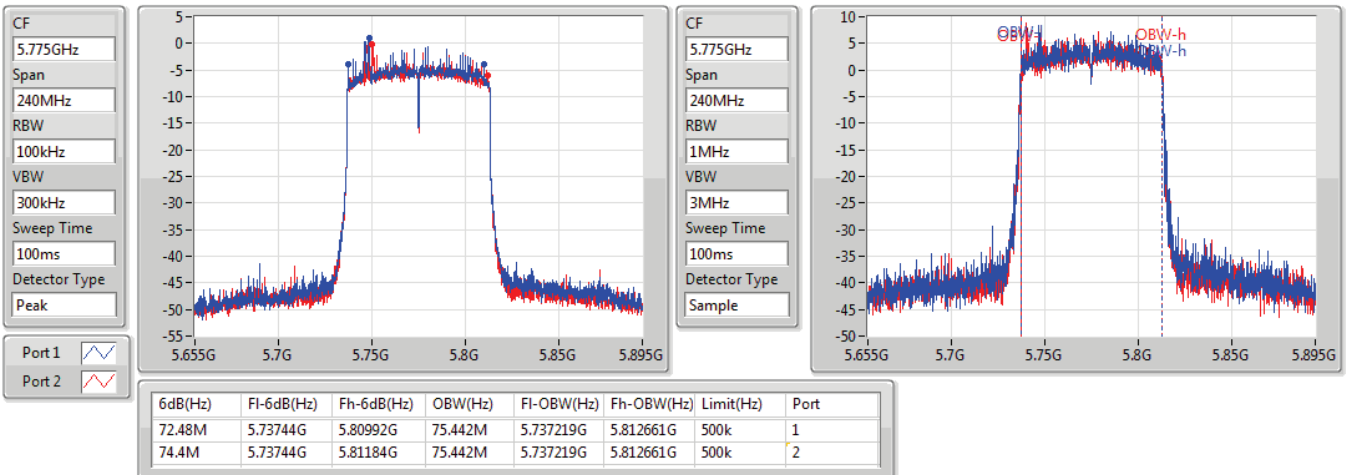 CF
5.775GHz
Span
240MHz
RBW
100kHz
VBW
300kHz
Sweep Time
100ms
Detector Type
Peak
Port 1
Port 2
5
0
-5
-10
-15
-20
-25
-30
-35
-40
-45
-50
-55
5.655G 5.7G 5.75G 5.8G 5.85G 5.895G
CF
5.775GHz
Span
240MHz
RBW
1MHz
VBW
3MHz
Sweep Time
100ms
Detector Type
Sample
10
5
0
-5
-10
-15
-20
-25
-30
-35
-40
-45
-50
OBW-h
OBW-h
5.655G 5.7G 5.75G 5.8G 5.85G 5.895G
6dB(Hz) Fl-6dB(Hz) Fh-6dB(Hz) OBW(Hz) Fl-OBW(Hz) Fh-OBW(Hz) Limit(Hz) Port
72.48M 5.73744G 5.80992G 75.442M 5.737219G 5.812661G 500k 1
74.4M 5.73744G 5.81184G 75.442M 5.737219G 5.812661G 500k 2